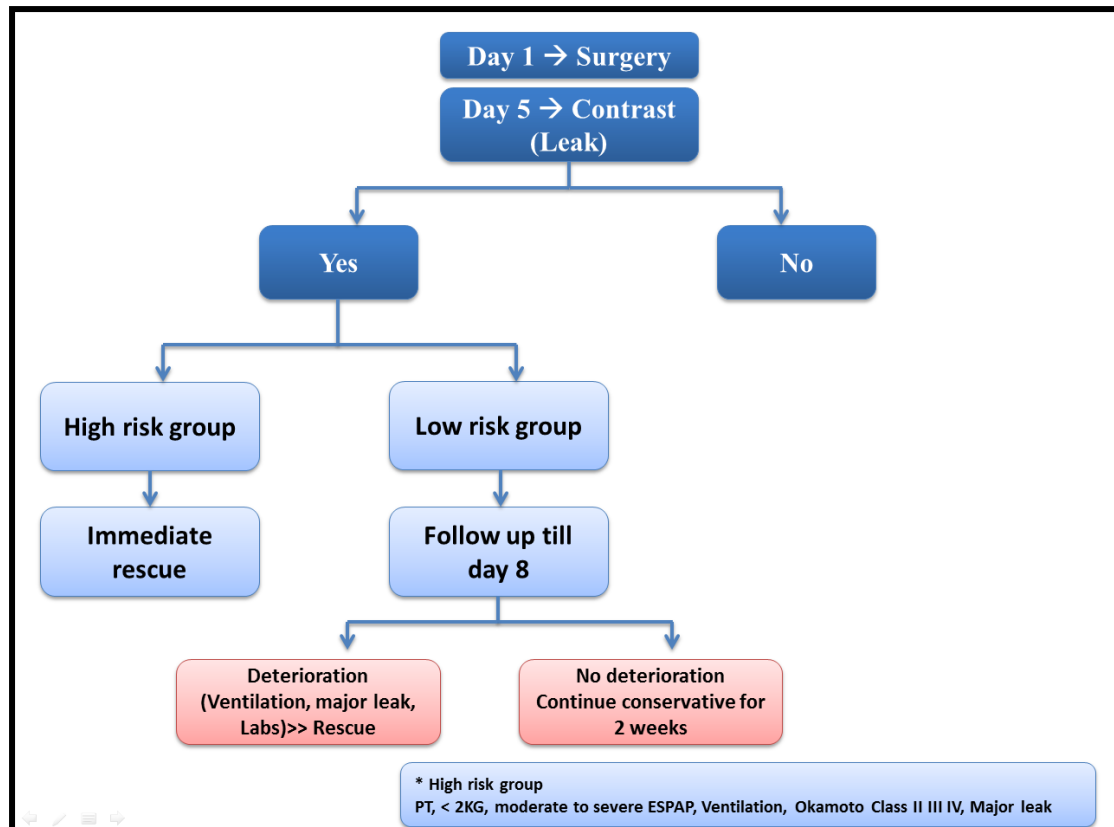 Day 1 → Surgery
Day 5 → Contrast
(Leak)
Yes
No
High risk group
Low risk group
Immediate
rescue
Follow up till
day 8
Deterioration
(Ventilation, major leak,
Labs)>> Rescue
No deterioration
Continue conservative for
2 weeks
* High risk group
PT, < 2KG, moderate to severe ESPAP, Ventilation, Okamoto Class II III IV, Major leak